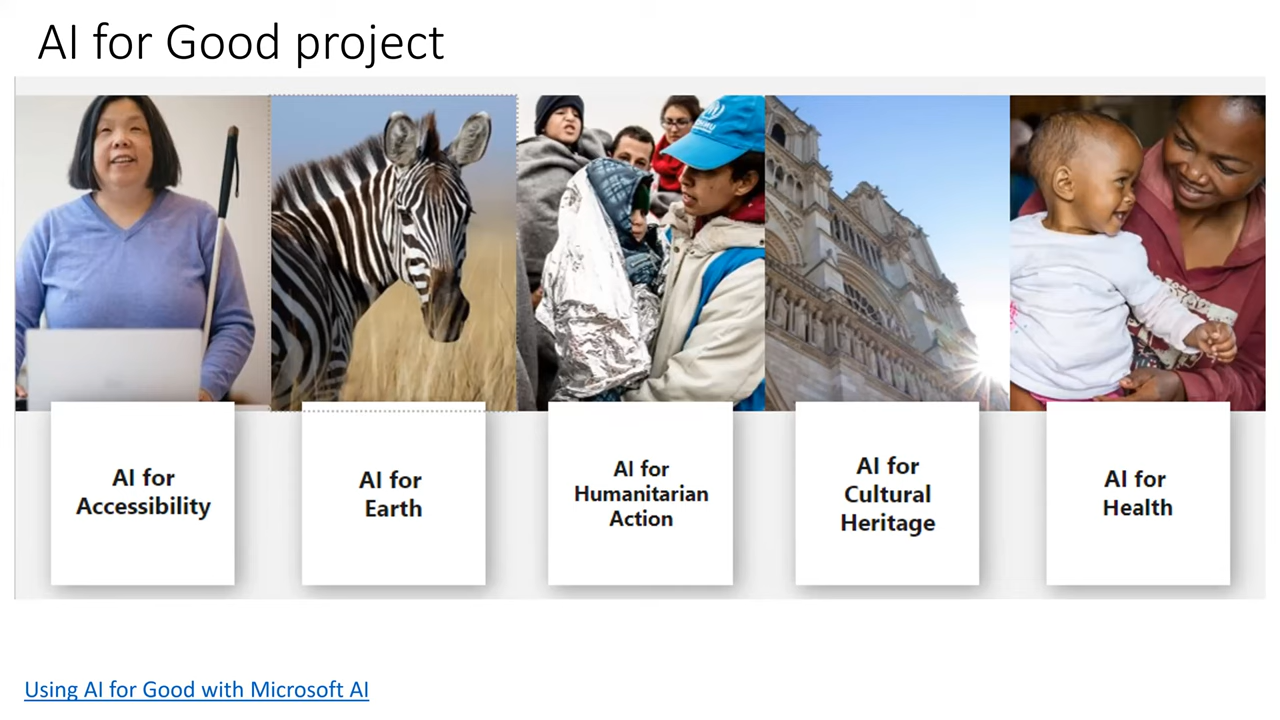 AI for Good project
AI for
Accessibility
AI for
Earth
AI for
Humanitarian
Action
AI for
Cultural
Heritage
AI for
Health
Using AI for Good with Microsoft AI